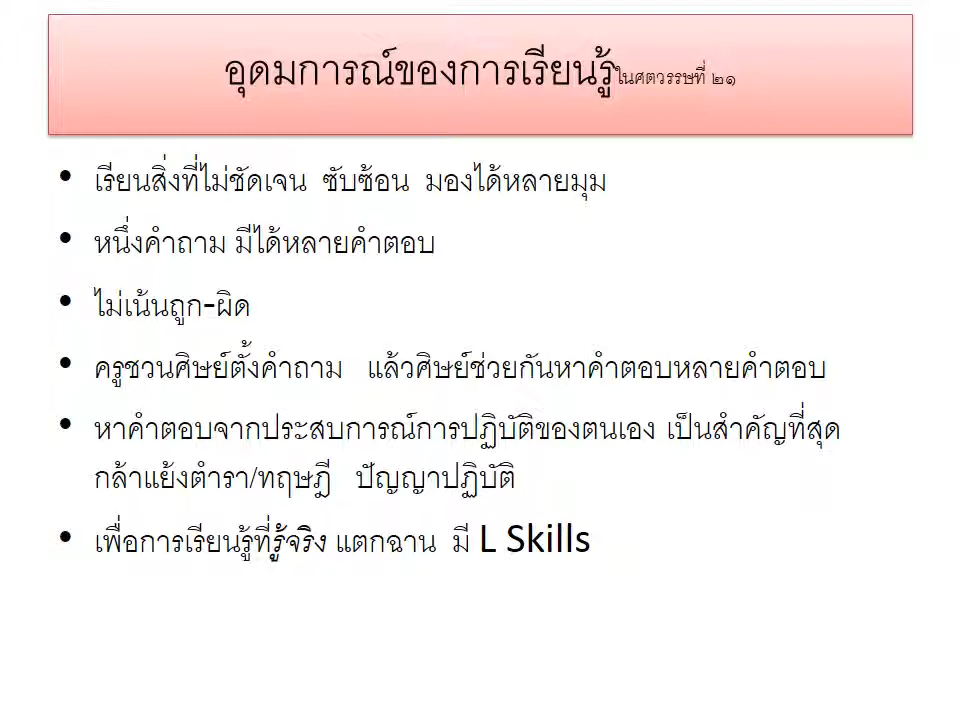 อุดมการณ์ของการเรียนรู้ในศตวรรษที่ ๒๑
• เรียนสิ่งที่ไม่ชัดเจน ซับซ้อน มองได้หลายมุม
• หนึ่งคำถาม มีได้หลายคำตอบ
• ไม่เน้นถูก-ผิด
• ครูชวนศิษย์ตั้งคำถาม แล้วศิษย์ช่วยกันหาคำตอบหลายคำตอบ
• หาคำตอบจากประสบการณ์การปฏิบัติของตนเอง เป็นสำคัญที่สุด
กล้าแย้งตำรา/ทฤษฎี ปัญญาปฏิบัติ
• เพื่อการเรียนรู้ที่รู้จริง แตกฉาน มี L Skills